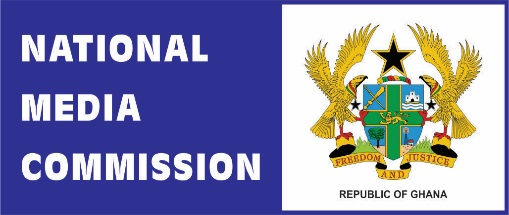 NATIONAL
MEDIA
COMMISSION
FREEDOM AND JUSTICE
REPUBLIC OF GHANA